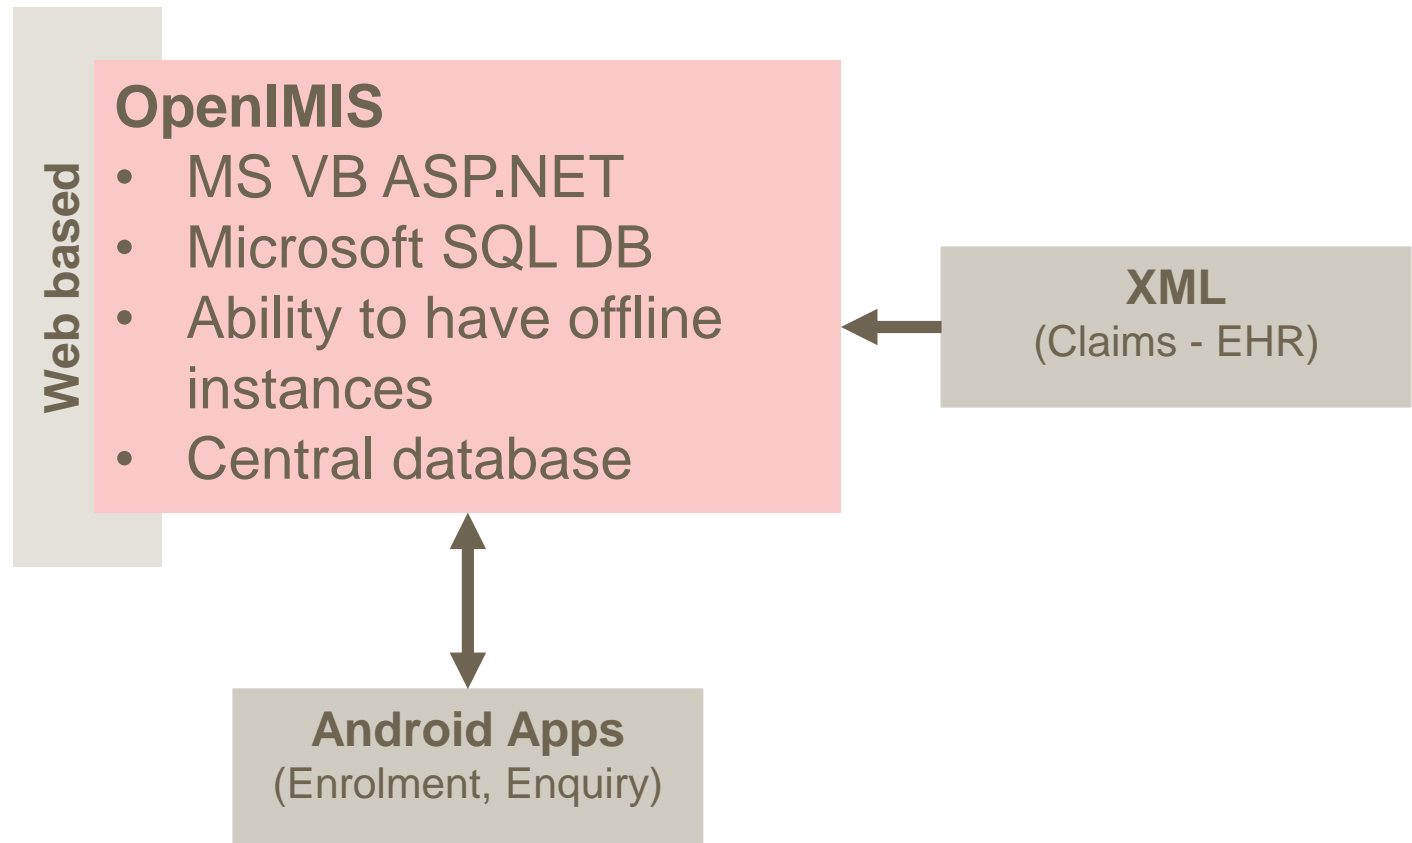 Web based
OpenIMIS
• MS VB ASP.NET
• Microsoft SQL DB
• Ability to have offline
instances
• Central database
XML
(Claims - EHR)
Android Apps
(Enrolment, Enquiry)